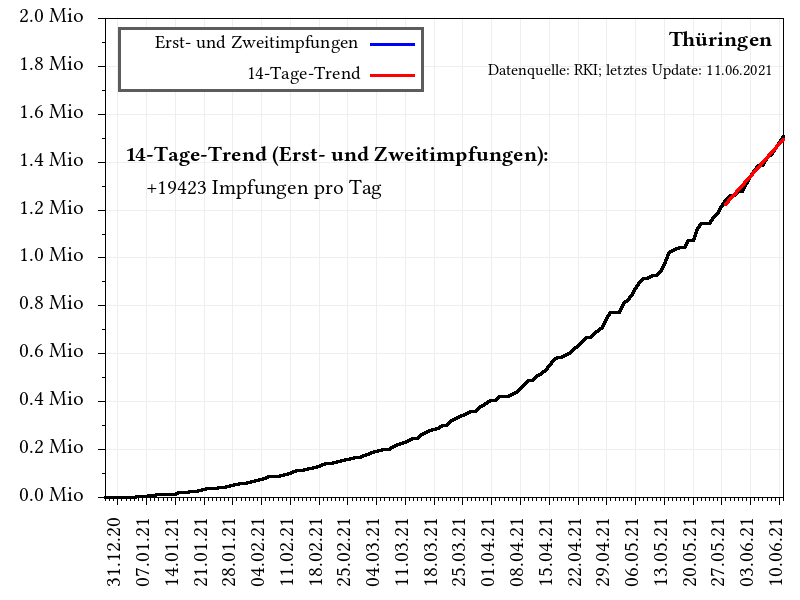 2.0 Mio
1.8 Mio
1.6 Mio
1.4 Mio
1.2 Mio
1.0 Mio
0.8 Mio
0.6 Mio
0.4 Mio
0.2 Mio
0.0 Mio
Erst- und Zweitimpfungen
14-Tage-Trend
Thüringen
Datenquelle: RKI; letztes Update: 11.06.2021
14-Tage-Trend (Erst- und Zweitimpfungen):
+19423 Impfungen pro Tag
31.12.20
07.01.21
14.01.21
21.01.21
28.01.21
04.02.21
11.02.21
18.02.21
25.02.21
04.03.21
11.03.21
18.03.21
25.03.21
01.04.21
08.04.21
15.04.21
22.04.21
29.04.21
06.05.21
13.05.21
20.05.21
27.05.21
03.06.21
10.06.21